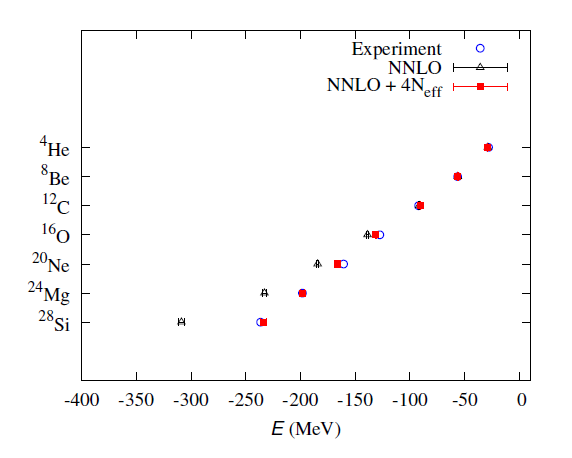 Experiment
NNLO
NNLO + 4N_eff
⁴He
⁸Be
¹²C
¹⁶O
²⁰Ne
²⁴Mg
²⁸Si
-400 -350 -300 -250 -200 -150 -100 -50 0
E (MeV)